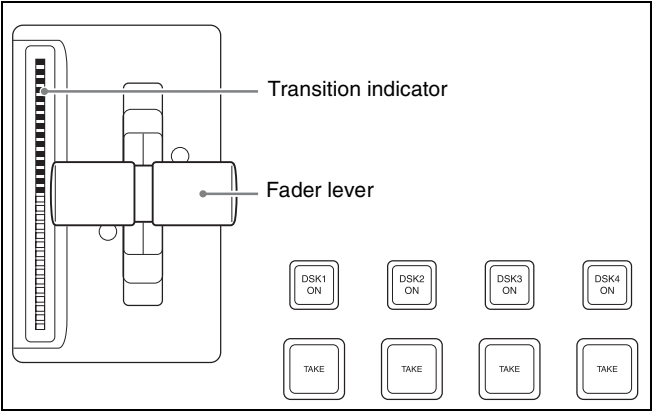 Transition indicator
Fader lever
DSK1
ON
DSK2
ON
DSK3
ON
DSK4
ON
TAKE
TAKE
TAKE
TAKE